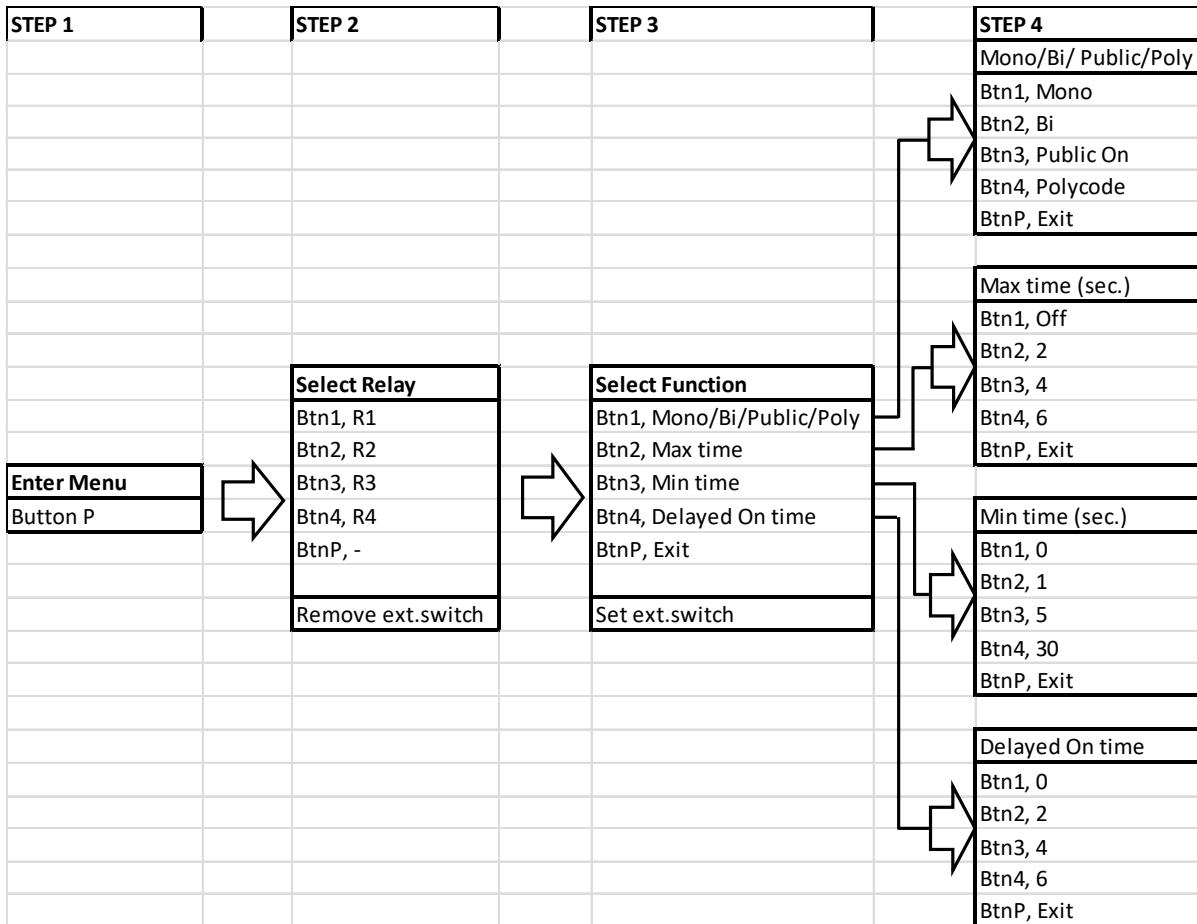 STEP 1
STEP 2
STEP 3
STEP 4
Enter Menu
Button P
Select Relay
Btn1, R1
Btn2, R2
Btn3, R3
Btn4, R4
BtnP, -
Remove ext.switch
Select Function
Btn1, Mono/Bi/Public/Poly
Btn2, Max time
Btn3, Min time
Btn4, Delayed On time
BtnP, Exit
Set ext.switch
Mono/Bi/ Public/Poly
Btn1, Mono
Btn2, Bi
Btn3, Public On
Btn4, Polycode
BtnP, Exit
Max time (sec.)
Btn1, Off
Btn2, 2
Btn3, 4
Btn4, 6
BtnP, Exit
Min time (sec.)
Btn1, 0
Btn2, 1
Btn3, 5
Btn4, 30
BtnP, Exit
Delayed On time
Btn1, 0
Btn2, 2
Btn3, 4
Btn4, 6
BtnP, Exit